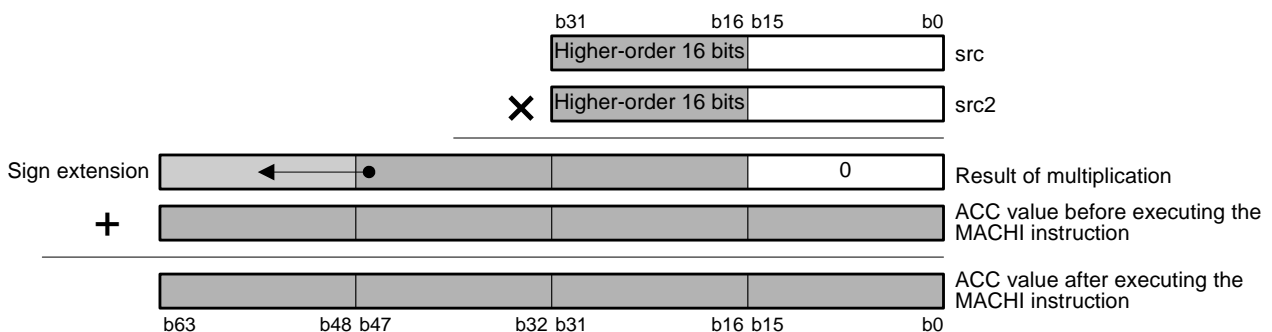 b31 b16 b15 b0
Higher-order 16 bits src
× Higher-order 16 bits src2
Sign extension 0 Result of multiplication
+ ACC value before executing the
MACHI instruction
ACC value after executing the
MACHI instruction
b63 b48 b47 b32 b31 b16 b15 b0